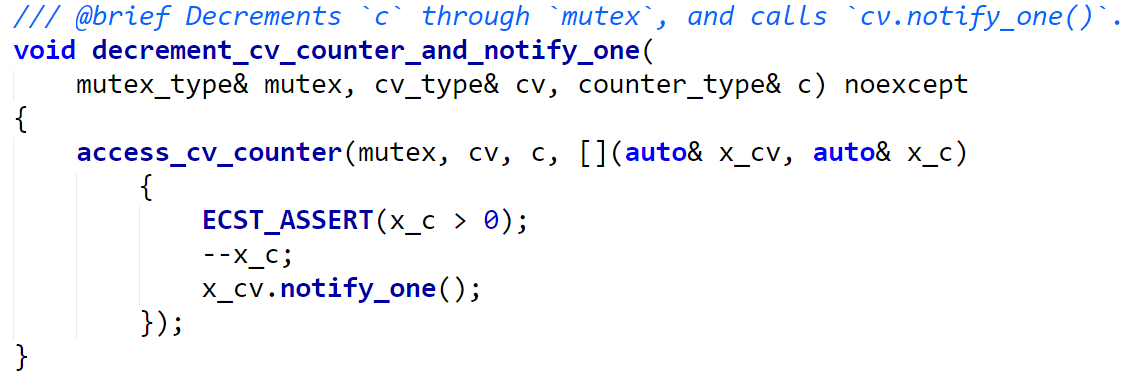 /// @brief Decrements `c` through `mutex`, and calls `cv.notify_one()`.
void decrement_cv_counter_and_notify_one(
    mutex_type& mutex, cv_type& cv, counter_type& c) noexcept
{
    access_cv_counter(mutex, cv, c, [](auto& x_cv, auto& x_c)
        {
            ECST_ASSERT(x_c > 0);
            --x_c;
            x_cv.notify_one();
        });
}